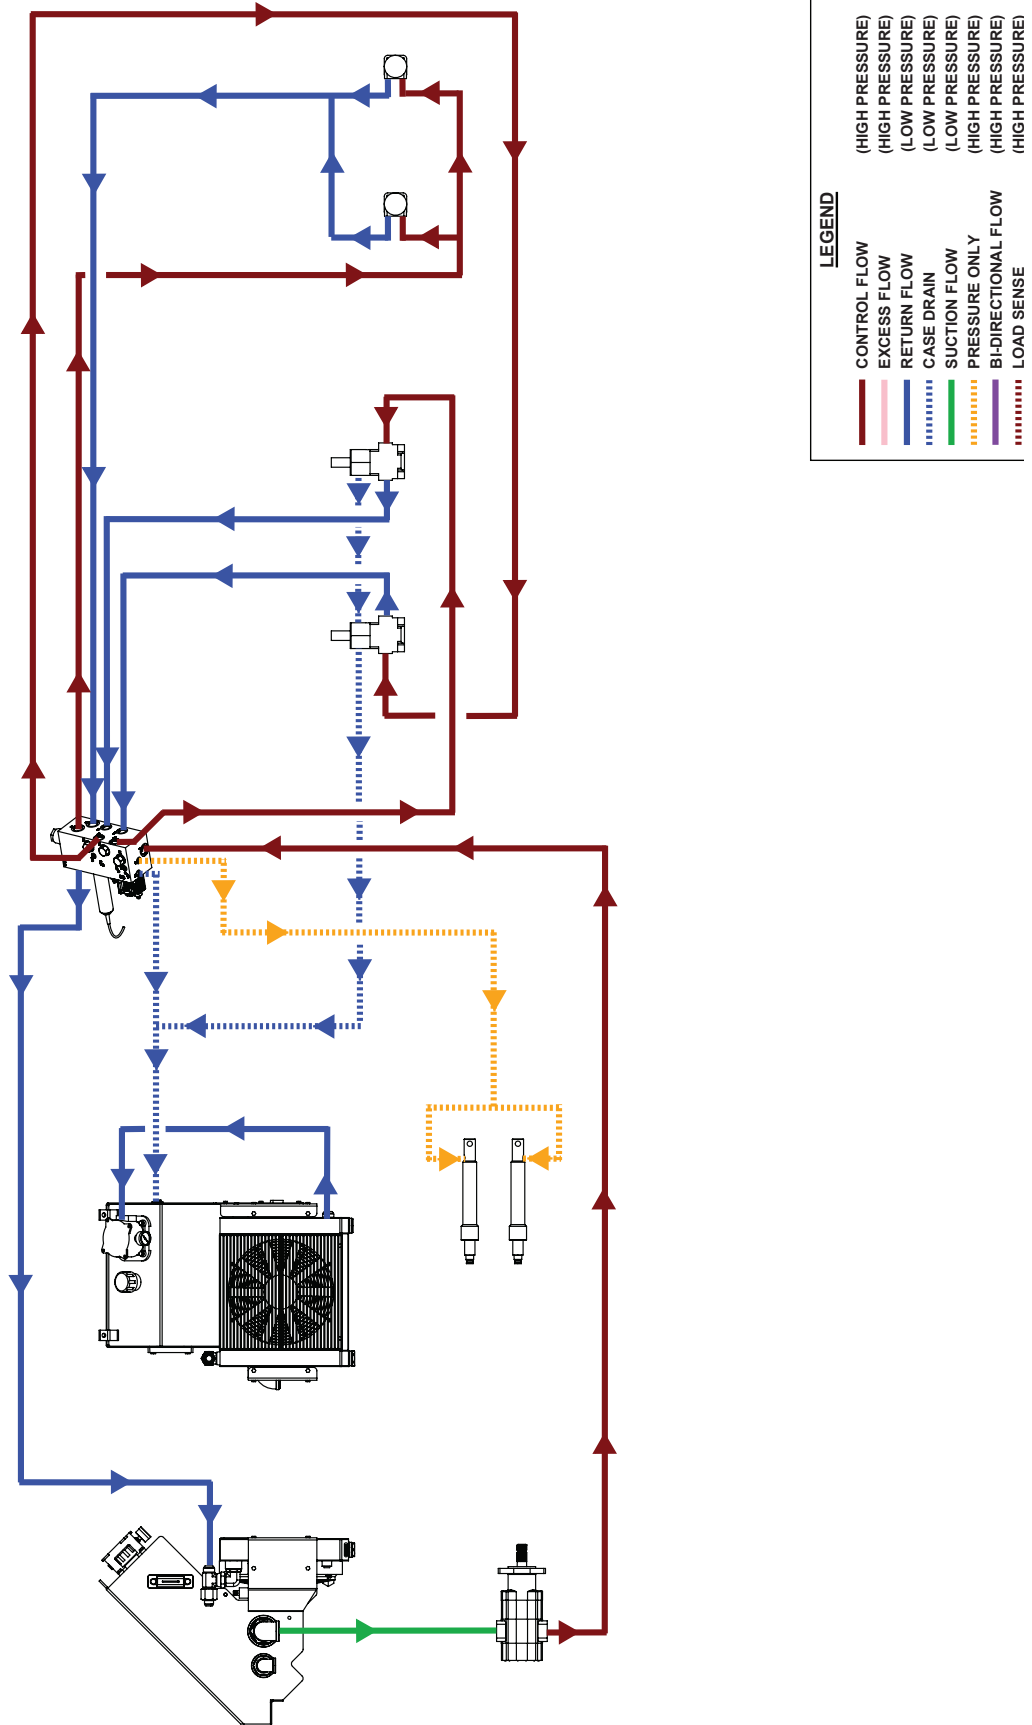 LEGEND
CONTROL FLOW (HIGH PRESSURE)
EXCESS FLOW (HIGH PRESSURE)
RETURN FLOW (LOW PRESSURE)
CASE DRAIN (LOW PRESSURE)
SUCTION FLOW (LOW PRESSURE)
PRESSURE ONLY (HIGH PRESSURE)
BI-DIRECTIONAL FLOW (HIGH PRESSURE)
LOAD SENSE (HIGH PRESSURE)